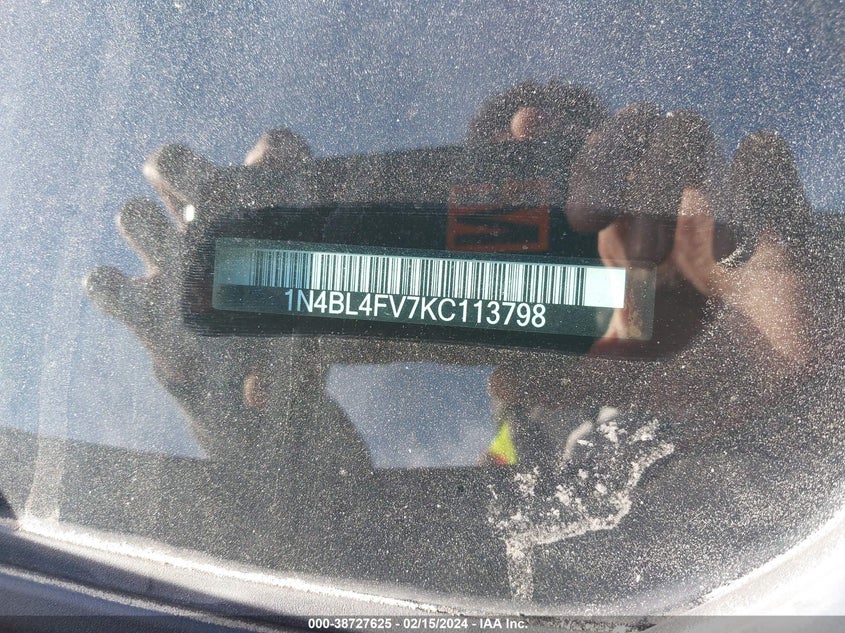 1N4BL4FV7KC113798
000-38727625 - 02/15/2024 - IAA Inc.